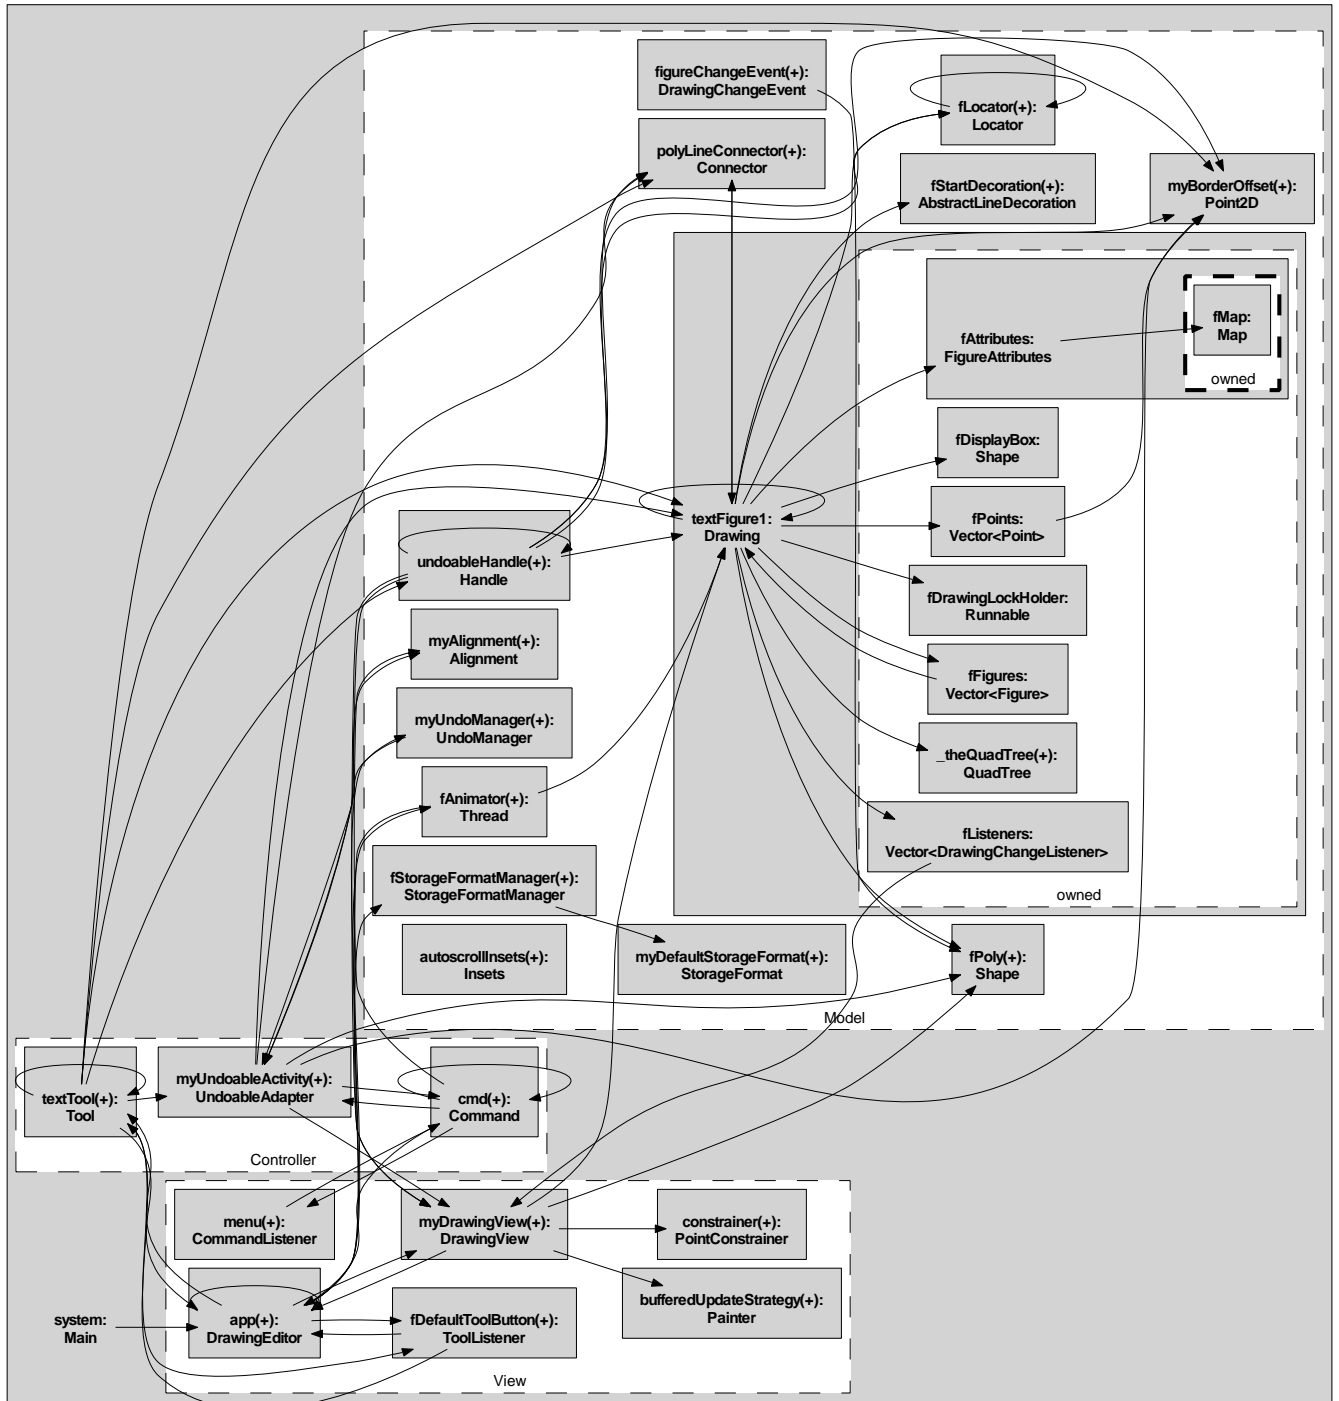 figureChangeEvent(+):
DrawingChangeEvent
fLocator(+):
Locator
polyLineConnector(+):
Connector
fStartDecoration(+):
AbstractLineDecoration
myBorderOffset(+):
Point2D
fMap:
Map
owned
fAttributes:
FigureAttributes
fDisplayBox:
Shape
textFigure1:
Drawing
fPoints:
Vector<Point>
undoableHandle(+):
Handle
fDrawingLockHolder:
Runnable
myAlignment(+):
Alignment
fFigures:
Vector<Figure>
myUndoManager(+):
UndoManager
_theQuadTree(+):
QuadTree
fAnimator(+):
Thread
fListeners:
Vector<DrawingChangeListener>
owned
fStorageFormatManager(+):
StorageFormatManager
autoscrollInsets(+):
Insets
myDefaultStorageFormat(+):
StorageFormat
fPoly(+):
Shape
Model
textTool(+):
Tool
myUndoableActivity(+):
UndoableAdapter
cmd(+):
Command
Controller
menu(+):
CommandListener
myDrawingView(+):
DrawingView
constrainer(+):
PointConstrainer
system:
Main
app(+):
DrawingEditor
fDefaultToolButton(+):
ToolListener
bufferedUpdateStrategy(+):
Painter
View